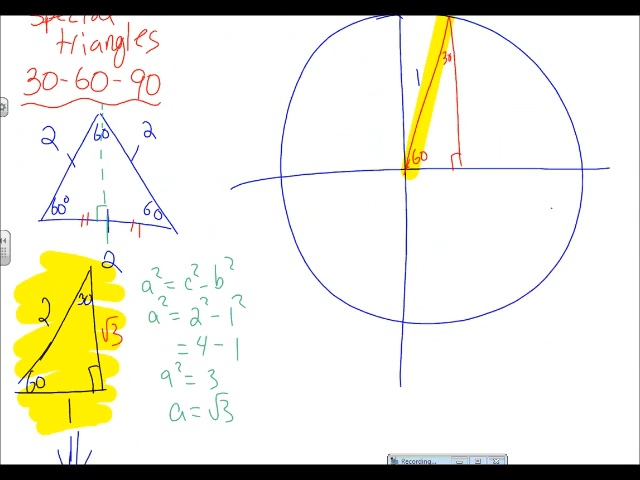 special
triangles
30-60-90
2
60
2
60°
60
2
2
30
√3
60
1
a² = c² - b²
a² = 2² - 1²
= 4 - 1
a² = 3
a = √3
1
30
60
Recording...